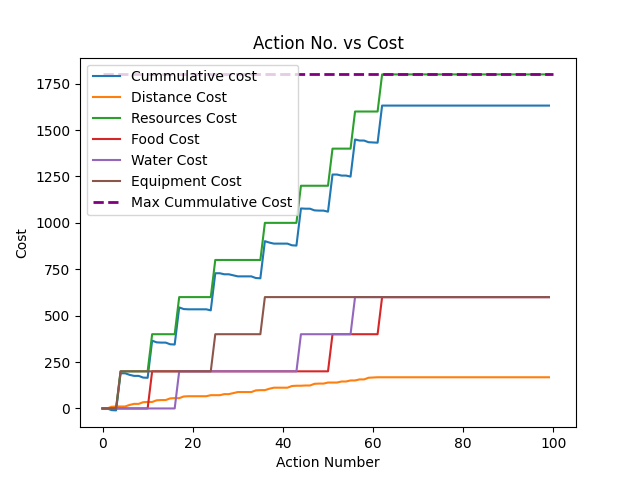 Action No. vs Cost
Cummulative cost
Distance Cost
Resources Cost
Food Cost
Water Cost
Equipment Cost
Max Cummulative Cost
Cost
1750
1500
1250
1000
750
500
250
0
0 20 40 60 80 100
Action Number